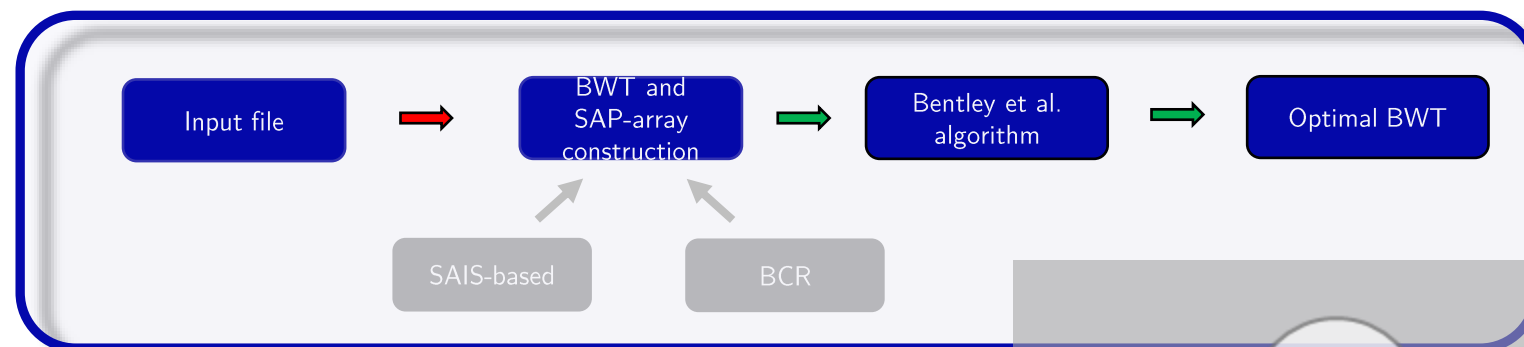 Input file
BWT and
SAP-array
construction
Bentley et al.
algorithm
Optimal BWT
SAIS-based
BCR